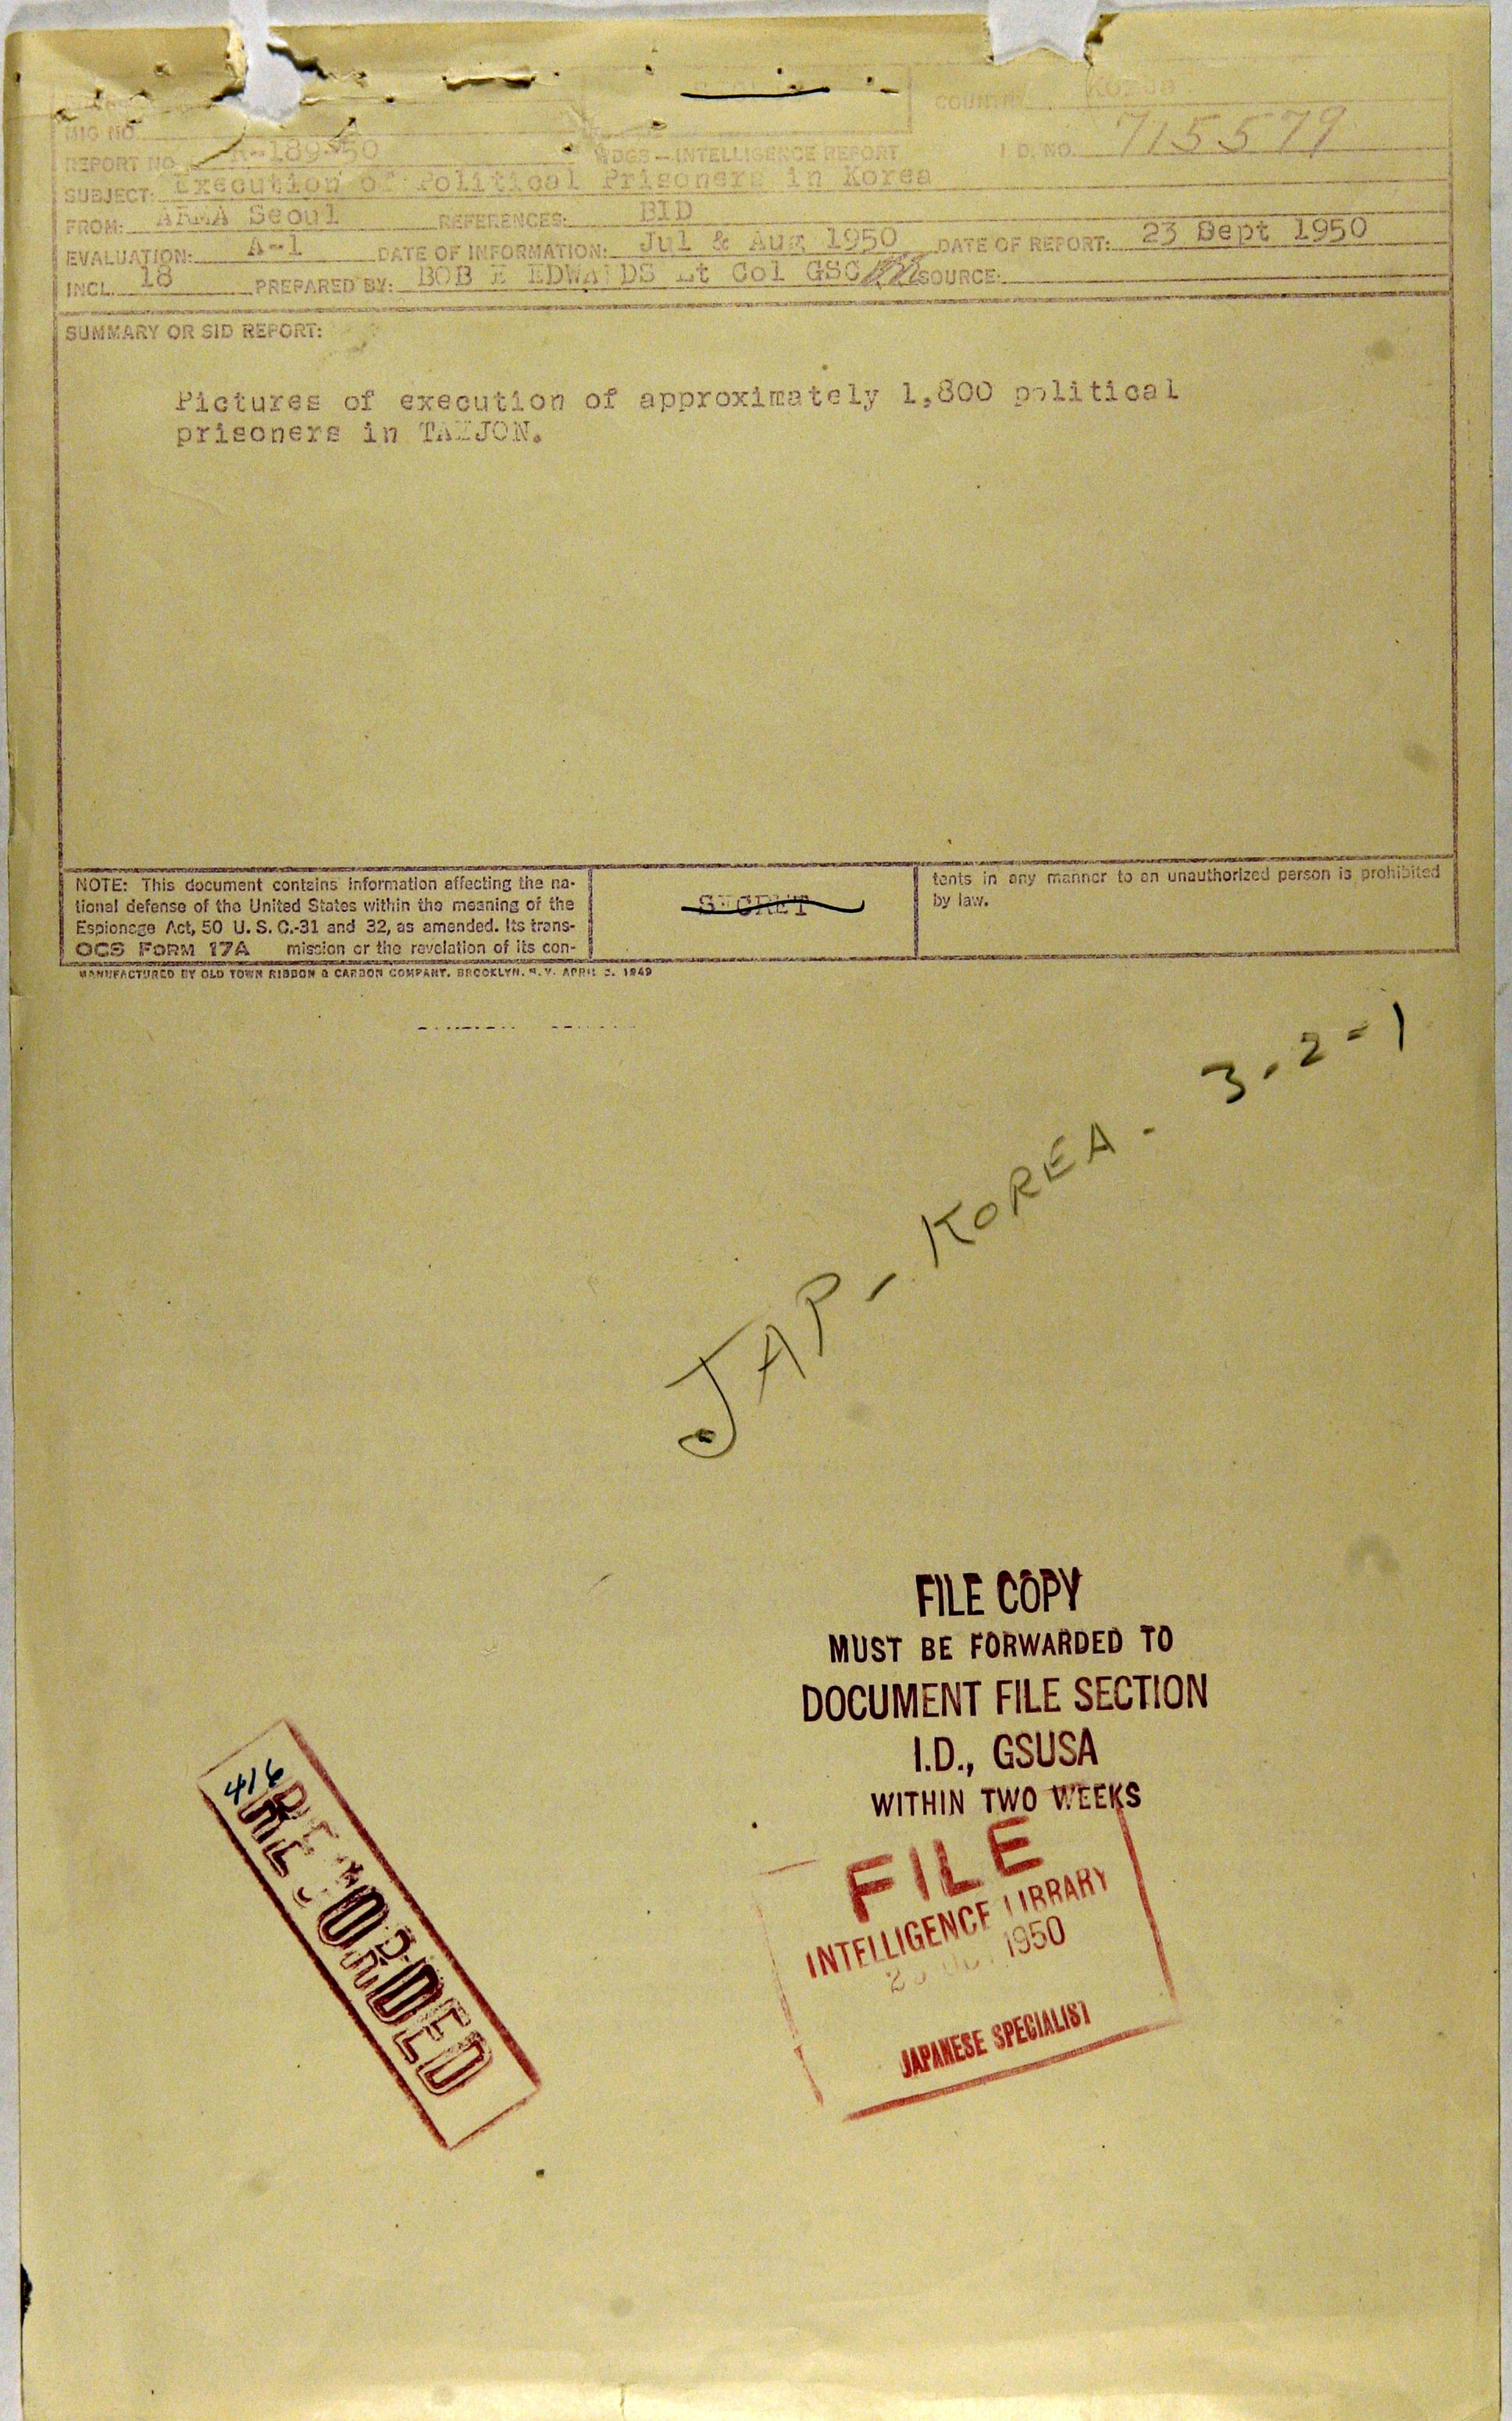 COUNTRY Korea
MIG NO.
REPORT NO. R-189-50 WDGS—INTELLIGENCE REPORT I D. NO. 715579
SUBJECT: Execution of Political Prisoners in Korea
FROM: ARMA Seoul REFERENCES: BID
EVALUATION: A-1 DATE OF INFORMATION: Jul & Aug 1950 DATE OF REPORT: 23 Sept 1950
INCL. 18 PREPARED BY: BOB E EDWARDS Lt Col GSC SOURCE:
SUMMARY OR SID REPORT:
Pictures of execution of approximately 1,800 political
prisoners in TAEJON.
NOTE: This document contains information affecting the na-
tional defense of the United States within the meaning of the
Espionage Act, 50 U. S. C.-31 and 32, as amended. Its trans-
OCS FORM 17A mission or the revelation of its con-
SECRET
tents in any manner to an unauthorized person is prohibited
by law.
MANUFACTURED BY OLD TOWN RIBBON & CARBON COMPANY. BROOKLYN. N. Y. APRIL 1949
JAP - KOREA - 3.2-1
FILE COPY
MUST BE FORWARDED TO
DOCUMENT FILE SECTION
I.D., GSUSA
WITHIN TWO WEEKS
416
RECORDED
FILE
INTELLIGENCE LIBRARY
1950
JAPANESE SPECIALIST